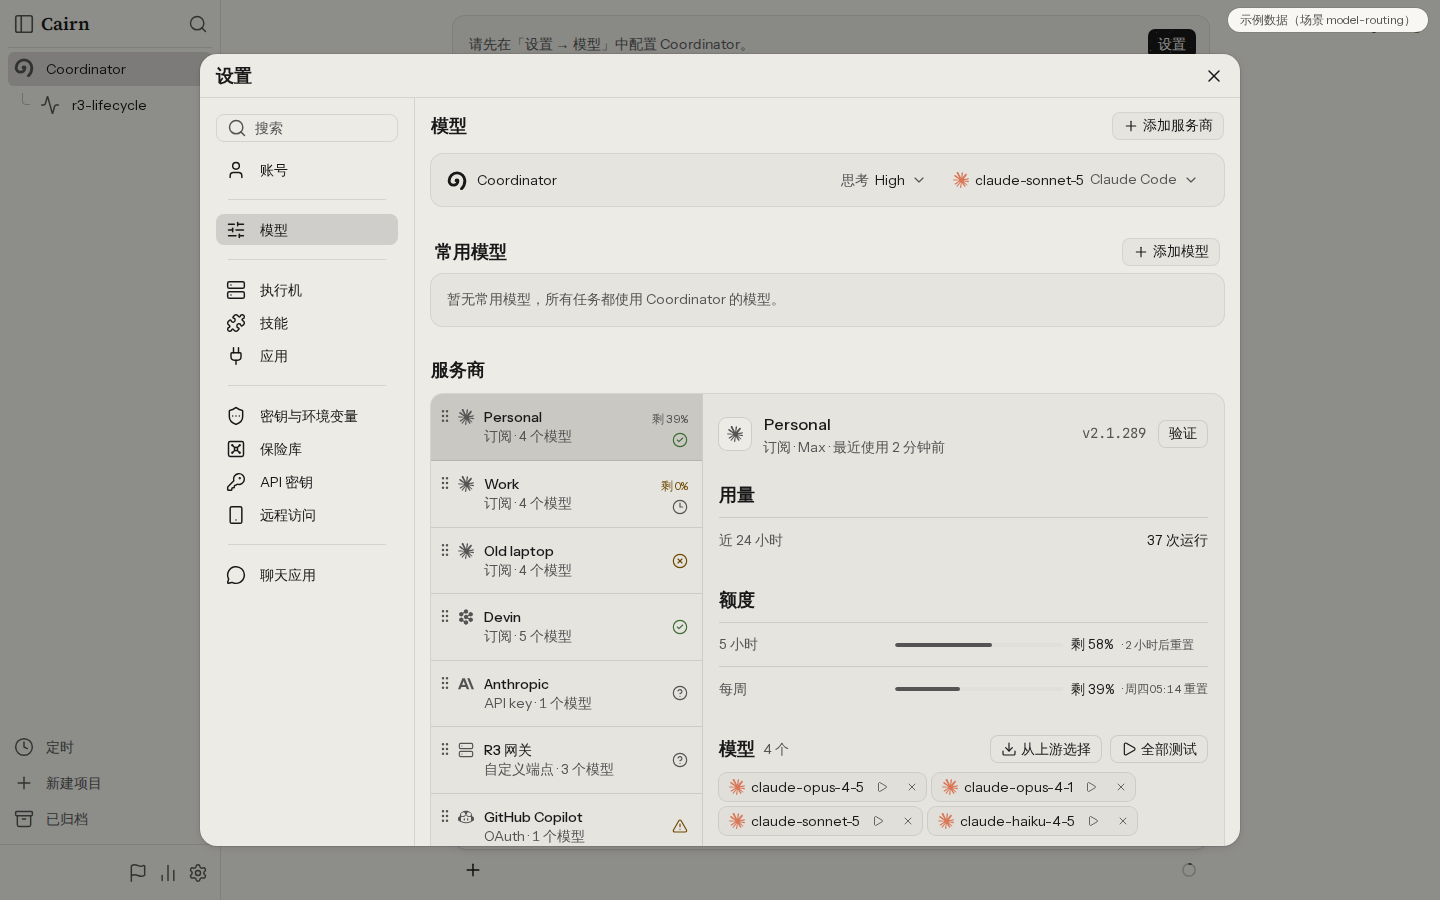 Cairn
示例数据（场景 model-routing）
请先在「设置 → 模型」中配置 Coordinator。
设置
Coordinator
r3-lifecycle
定时
新建项目
已归档
设置
搜索
账号
模型
执行机
技能
应用
密钥与环境变量
保险库
API 密钥
远程访问
聊天应用
模型
添加服务商
Coordinator
思考 High
claude-sonnet-5 Claude Code
常用模型
添加模型
暂无常用模型，所有任务都使用 Coordinator 的模型。
服务商
Personal
剩 39%
订阅 · 4 个模型
Work
剩 0%
订阅 · 4 个模型
Old laptop
订阅 · 4 个模型
Devin
订阅 · 5 个模型
Anthropic
API key · 1 个模型
R3 网关
自定义端点 · 3 个模型
GitHub Copilot
OAuth · 1 个模型
Personal
订阅 · Max · 最近使用 2 分钟前
v2.1.289
验证
用量
近 24 小时
37 次运行
额度
5 小时
剩 58% · 2 小时后重置
每周
剩 39% · 周四05:14 重置
模型 4 个
从上游选择
全部测试
claude-opus-4-5
claude-opus-4-1
claude-sonnet-5
claude-haiku-4-5